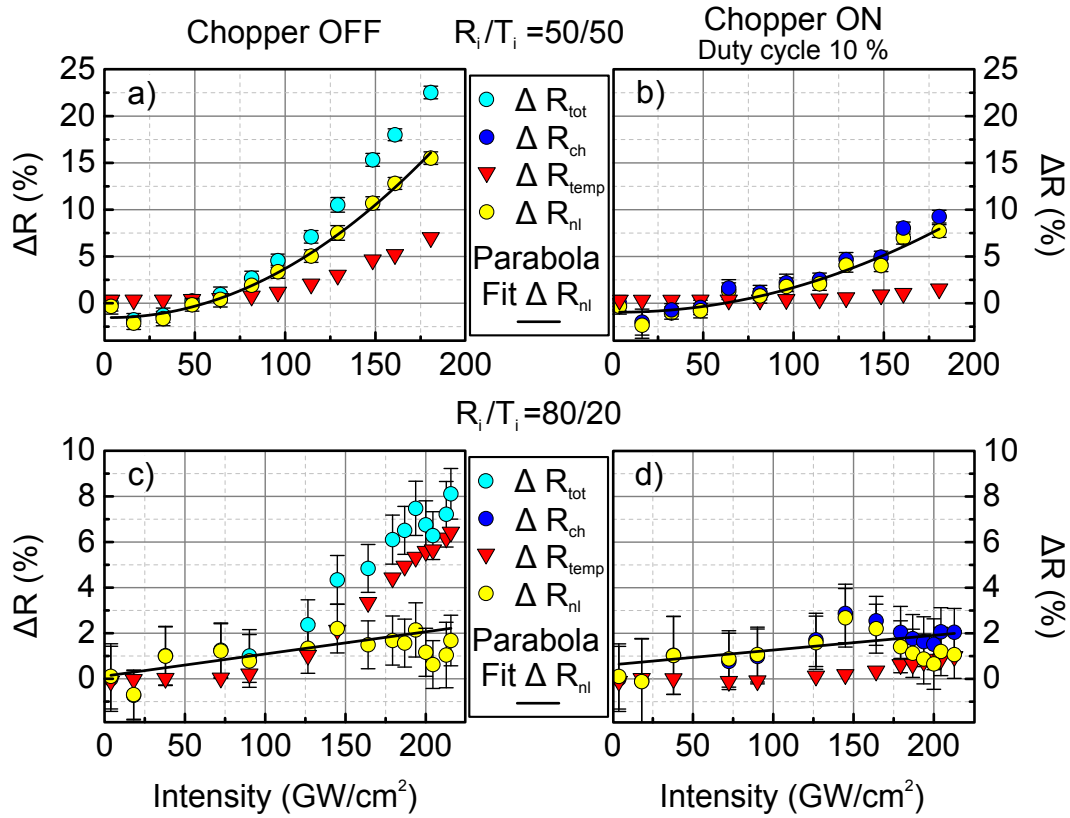 Chopper OFF
R_i/T_i =50/50
Chopper ON
Duty cycle 10 %
a)
b)
25
20
15
10
5
0
ΔR (%)
0 50 100 150 200
Δ R_tot
Δ R_ch
Δ R_temp
Δ R_nl
Parabola
Fit Δ R_nl
25
20
15
10
5
0
ΔR (%)
0 50 100 150 200
R_i/T_i =80/20
c)
d)
10
8
6
4
2
0
ΔR (%)
0 50 100 150 200
Intensity (GW/cm²)
Δ R_tot
Δ R_ch
Δ R_temp
Δ R_nl
Parabola
Fit Δ R_nl
10
8
6
4
2
0
ΔR (%)
0 50 100 150 200
Intensity (GW/cm²)